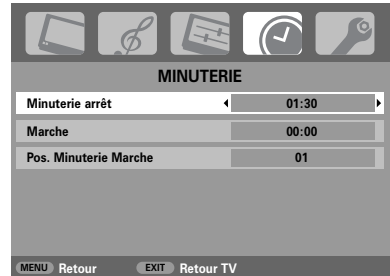 MINUTERIE
Minuterie arrêt 01:30
Marche 00:00
Pos. Minuterie Marche 01
MENU Retour EXIT Retour TV